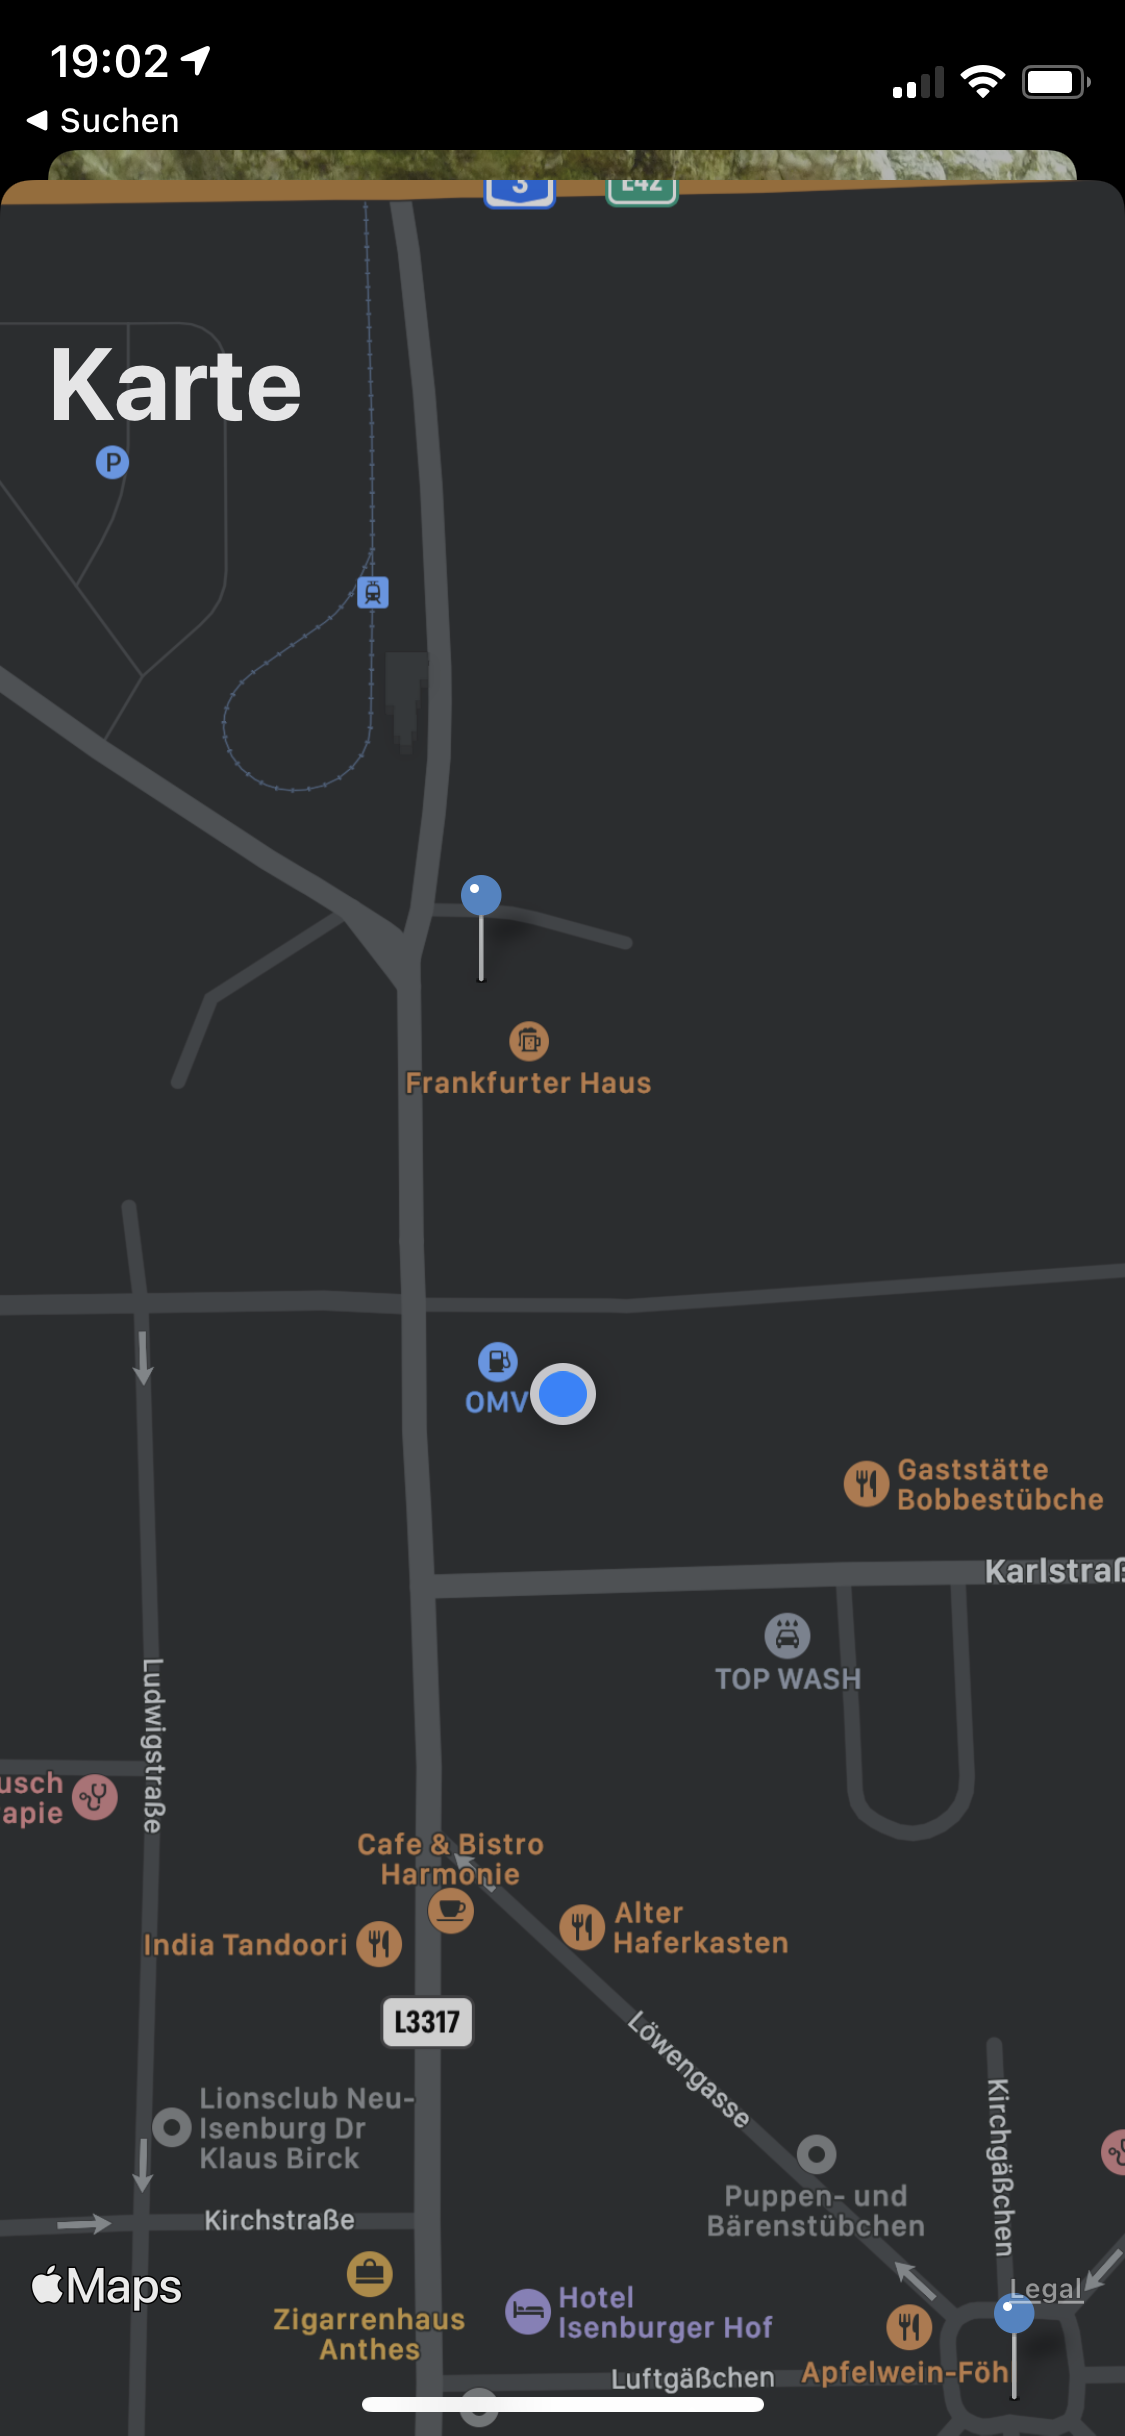 19:02
Suchen
3
E42
Karte
P
Frankfurter Haus
OMV
Gaststätte
Bobbestübche
Karlstraß
TOP WASH
Ludwigstraße
usch
apie
Cafe & Bistro
Harmonie
India Tandoori
Alter
Haferkasten
L3317
Löwengasse
Lionsclub Neu-
Isenburg Dr
Klaus Birck
Kirchgäßchen
Puppen- und
Bärenstübchen
Kirchstraße
Maps
Legal
Zigarrenhaus
Anthes
Hotel
Isenburger Hof
Apfelwein-Föh
Luftgäßchen